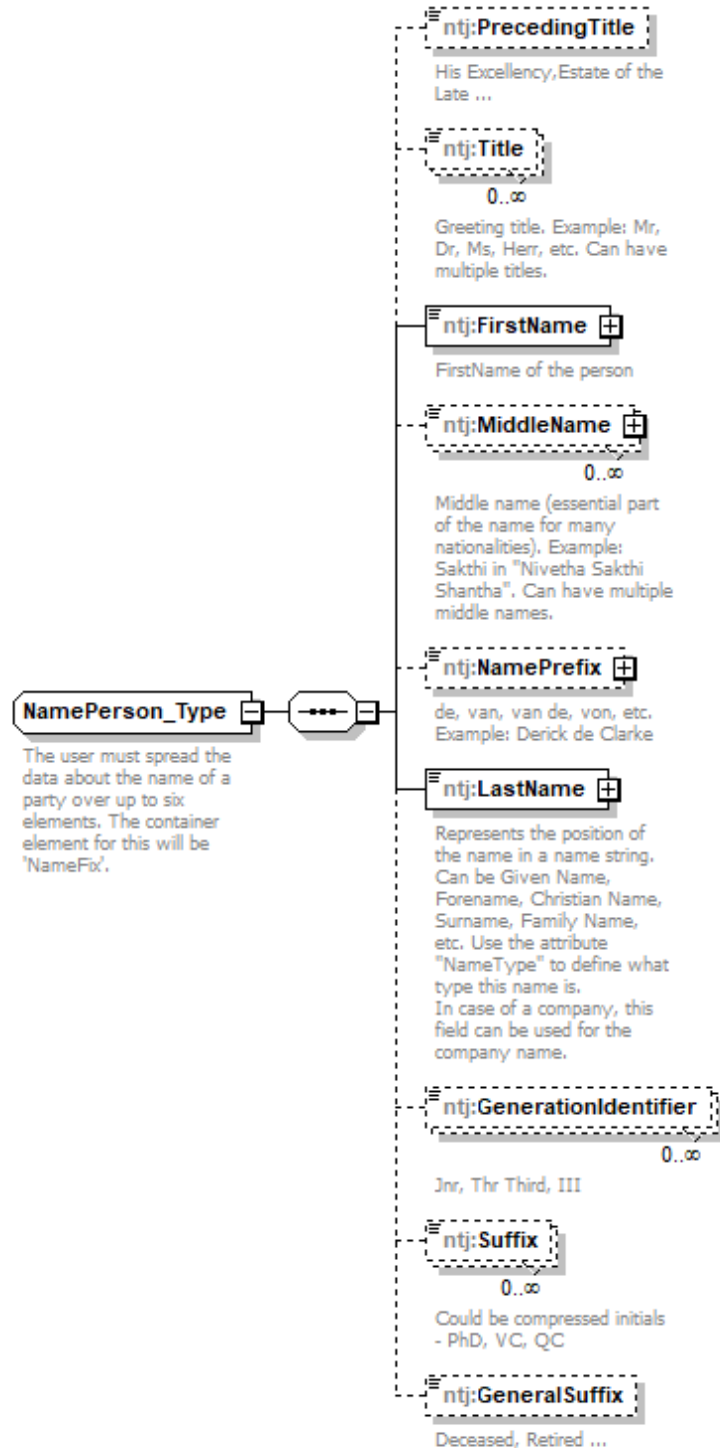 ntj:PrecedingTitle
His Excellency,Estate of the
Late ...
ntj:Title
0..∞
Greeting title. Example: Mr,
Dr, Ms, Herr, etc. Can have
multiple titles.
ntj:FirstName
FirstName of the person
ntj:MiddleName
0..∞
Middle name (essential part
of the name for many
nationalities). Example:
Sakthi in "Nivetha Sakthi
Shantha". Can have multiple
middle names.
ntj:NamePrefix
de, van, van de, von, etc.
Example: Derick de Clarke
NamePerson_Type
The user must spread the
data about the name of a
party over up to six
elements. The container
element for this will be
'NameFix'.
ntj:LastName
Represents the position of
the name in a name string.
Can be Given Name,
Forename, Christian Name,
Surname, Family Name,
etc. Use the attribute
"NameType" to define what
type this name is.
In case of a company, this
field can be used for the
company name.
ntj:GenerationIdentifier
0..∞
Jnr, Thr Third, III
ntj:Suffix
0..∞
Could be compressed initials
- PhD, VC, QC
ntj:GeneralSuffix
Deceased, Retired ...